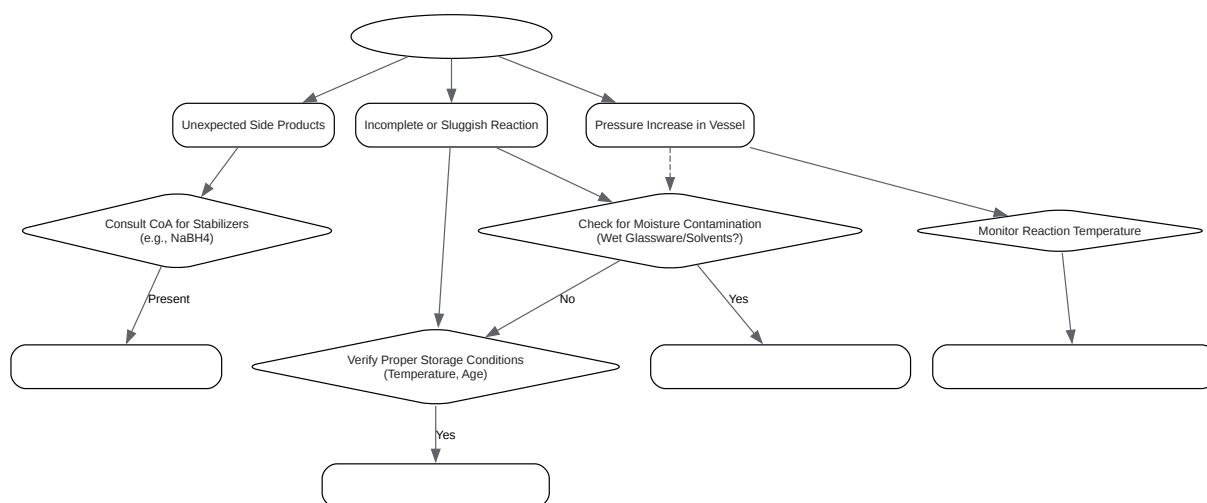 Unexpected Side Products
Incomplete or Sluggish Reaction
Pressure Increase in Vessel
Consult CoA for Stabilizers
(e.g., NaBH4)
Check for Moisture Contamination
(Wet Glassware/Solvents?)
Monitor Reaction Temperature
Present
No
Yes
Verify Proper Storage Conditions
(Temperature, Age)
Yes